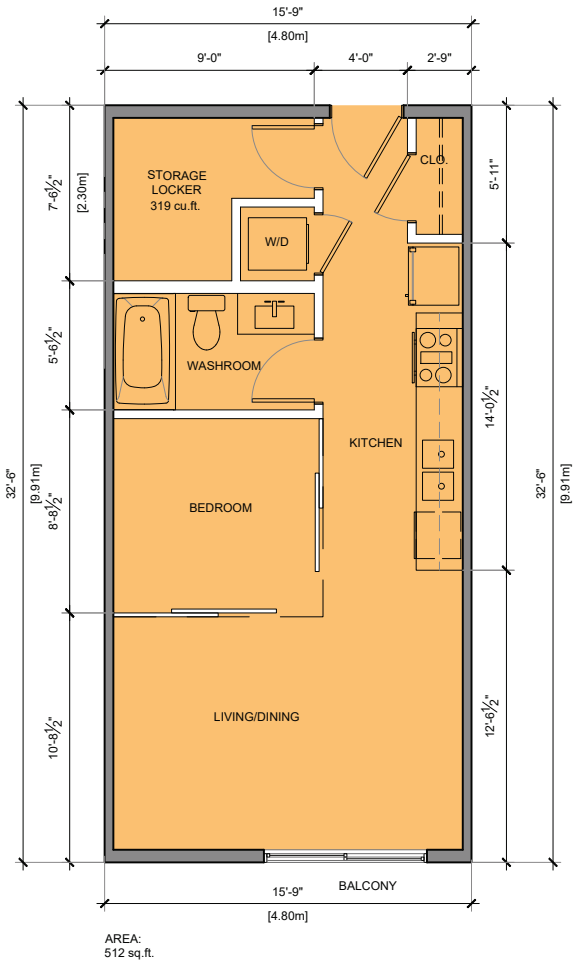 15'-9"
[4.80m]
9'-0"
4'-0"
2'-9"
STORAGE
LOCKER
319 cu.ft.
CLO.
W/D
7'-6½"
[2.30m]
5'-11"
WASHROOM
5'-6½"
KITCHEN
14'-0½"
32'-6"
[9.91m]
8'-8½"
BEDROOM
32'-6"
[9.91m]
LIVING/DINING
10'-8½"
12'-6½"
BALCONY
15'-9"
[4.80m]
AREA:
512 sq.ft.